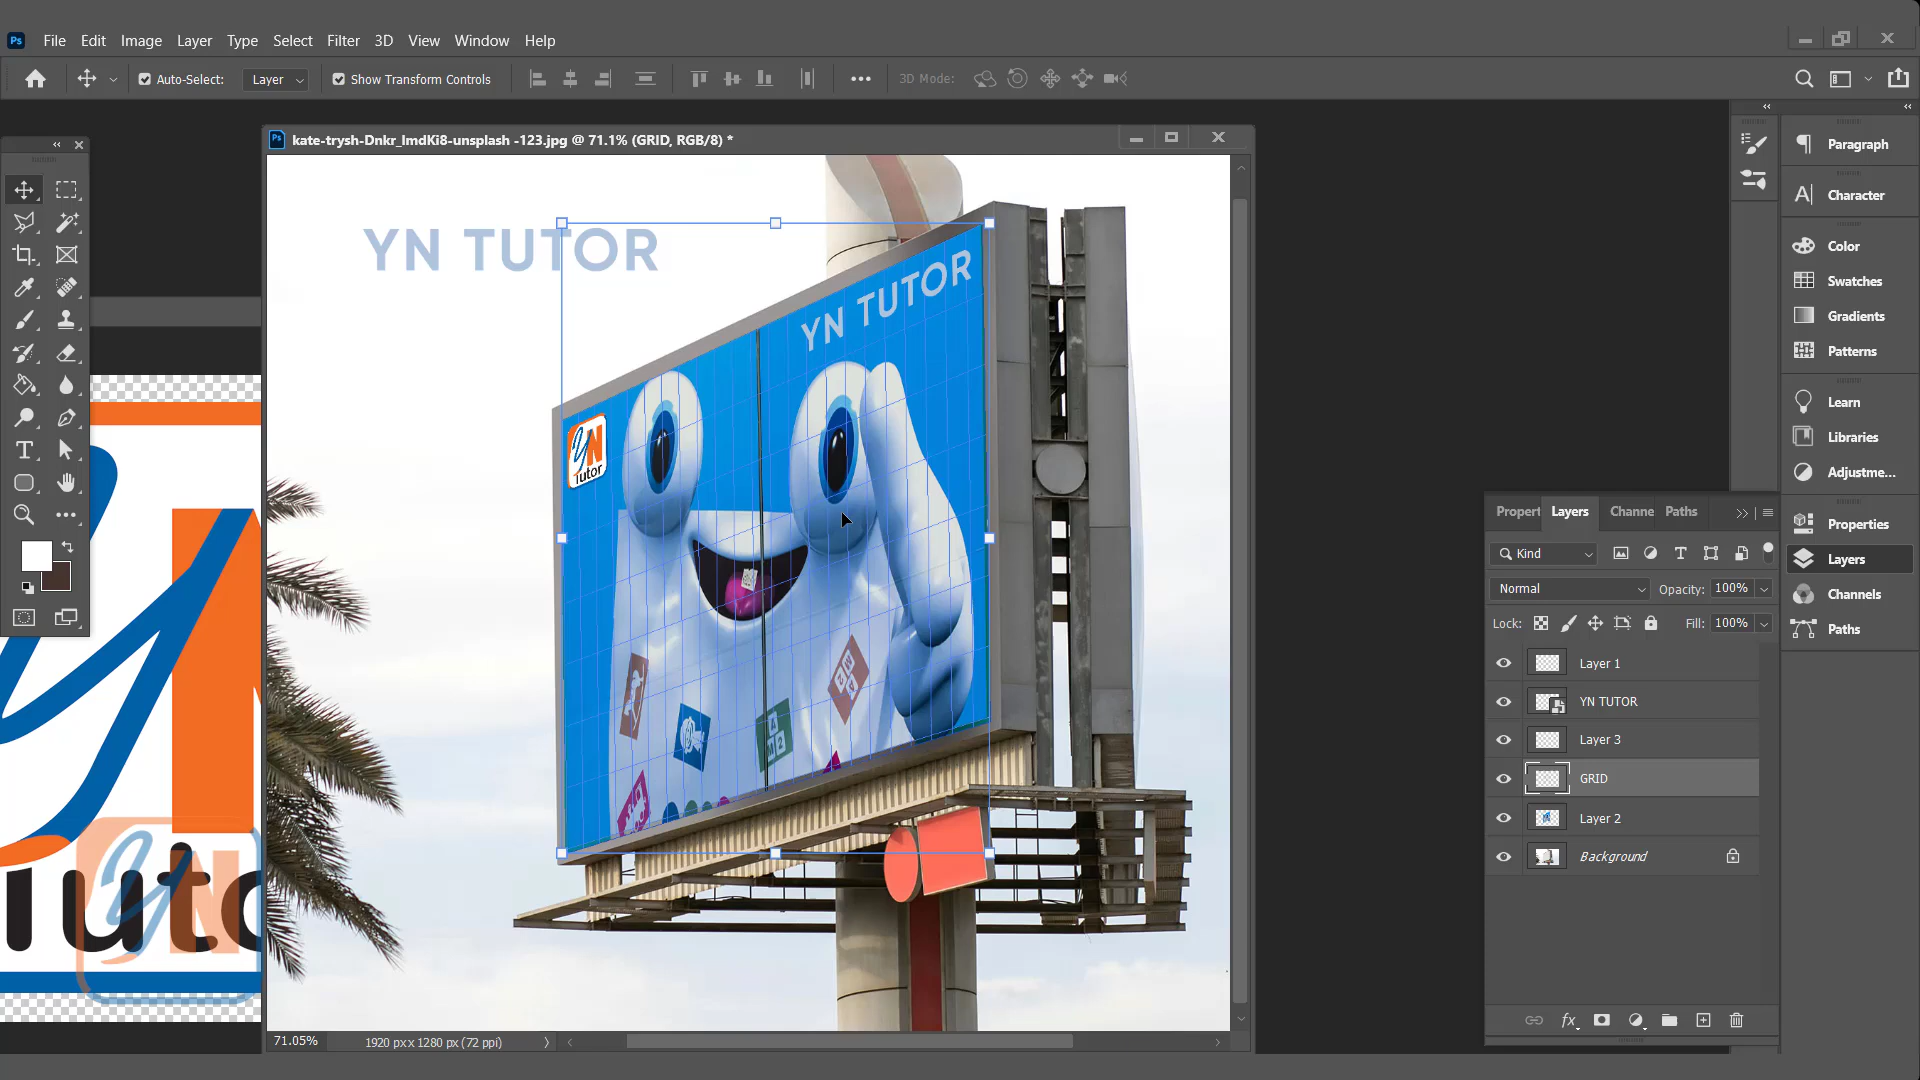 Ps File Edit Image Layer Type Select Filter 3D View Window Help
Auto-Select: Layer Show Transform Controls 3D Mode:
kate-trysh-Dnkr_lmdKi8-unsplash -123.jpg @ 71.1% (GRID, RGB/8) *
YN TUTOR
YN TUTOR
YN
Tutor
N
Tutor
71.05% 1920 px x 1280 px (72 ppi)
Paragraph
Character
Color
Swatches
Gradients
Patterns
Learn
Libraries
Adjustme...
Properties
Layers
Channels
Paths
Propert Layers Channe Paths
Kind
Normal Opacity: 100%
Lock: Fill: 100%
Layer 1
YN TUTOR
Layer 3
GRID
Layer 2
Background
fx